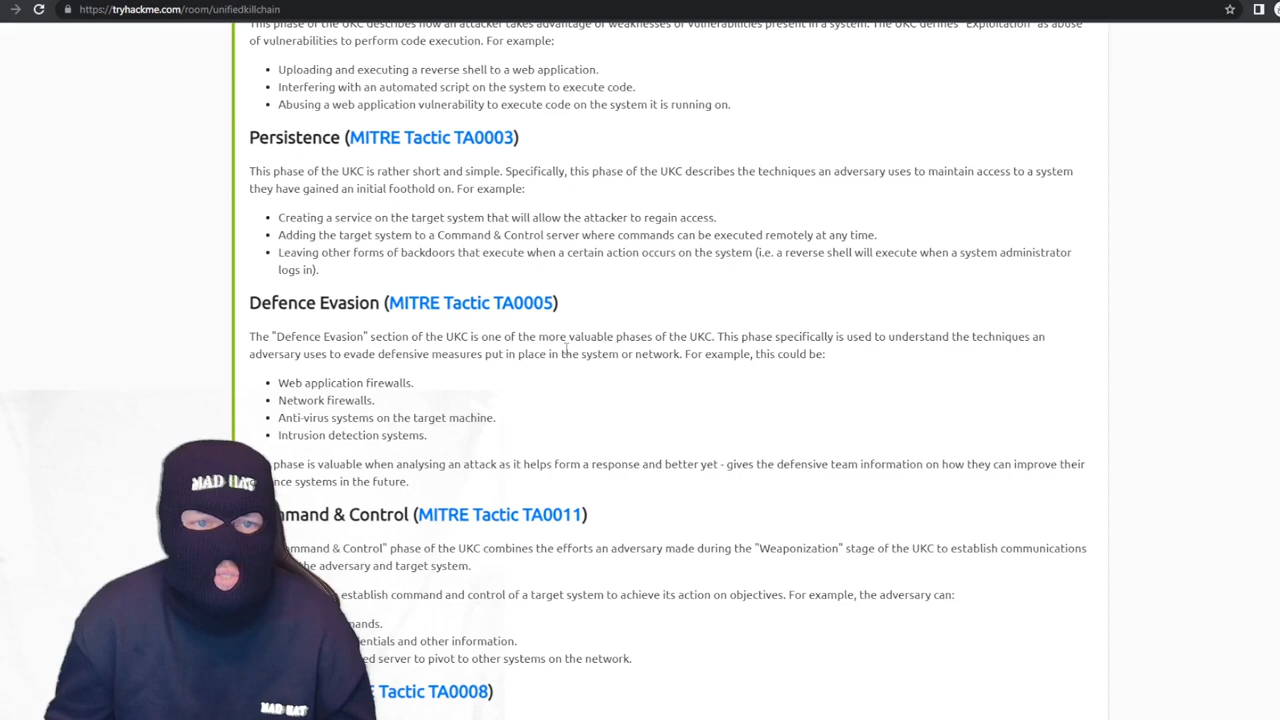 https://tryhackme.com/room/unifiedkillchain
This phase of the UKC describes how an attacker takes advantage of weaknesses or vulnerabilities present in a system. The UKC defines "Exploitation" as abuse
of vulnerabilities to perform code execution. For example:
• Uploading and executing a reverse shell to a web application.
• Interfering with an automated script on the system to execute code.
• Abusing a web application vulnerability to execute code on the system it is running on.
Persistence (MITRE Tactic TA0003)
This phase of the UKC is rather short and simple. Specifically, this phase of the UKC describes the techniques an adversary uses to maintain access to a system
they have gained an initial foothold on. For example:
• Creating a service on the target system that will allow the attacker to regain access.
• Adding the target system to a Command & Control server where commands can be executed remotely at any time.
• Leaving other forms of backdoors that execute when a certain action occurs on the system (i.e. a reverse shell will execute when a system administrator
logs in).
Defence Evasion (MITRE Tactic TA0005)
The "Defence Evasion" section of the UKC is one of the more valuable phases of the UKC. This phase specifically is used to understand the techniques an
adversary uses to evade defensive measures put in place in the system or network. For example, this could be:
• Web application firewalls.
• Network firewalls.
• Anti-virus systems on the target machine.
• Intrusion detection systems.
phase is valuable when analysing an attack as it helps form a response and better yet - gives the defensive team information on how they can improve their
systems in the future.
& Control (MITRE Tactic TA0011)
& Control" phase of the UKC combines the efforts an adversary made during the "Weaponization" stage of the UKC to establish communications
the adversary and target system.
establish command and control of a target system to achieve its action on objectives. For example, the adversary can:
and other information.
server to pivot to other systems on the network.
Tactic TA0008)
MAD HAT
MAD HAT